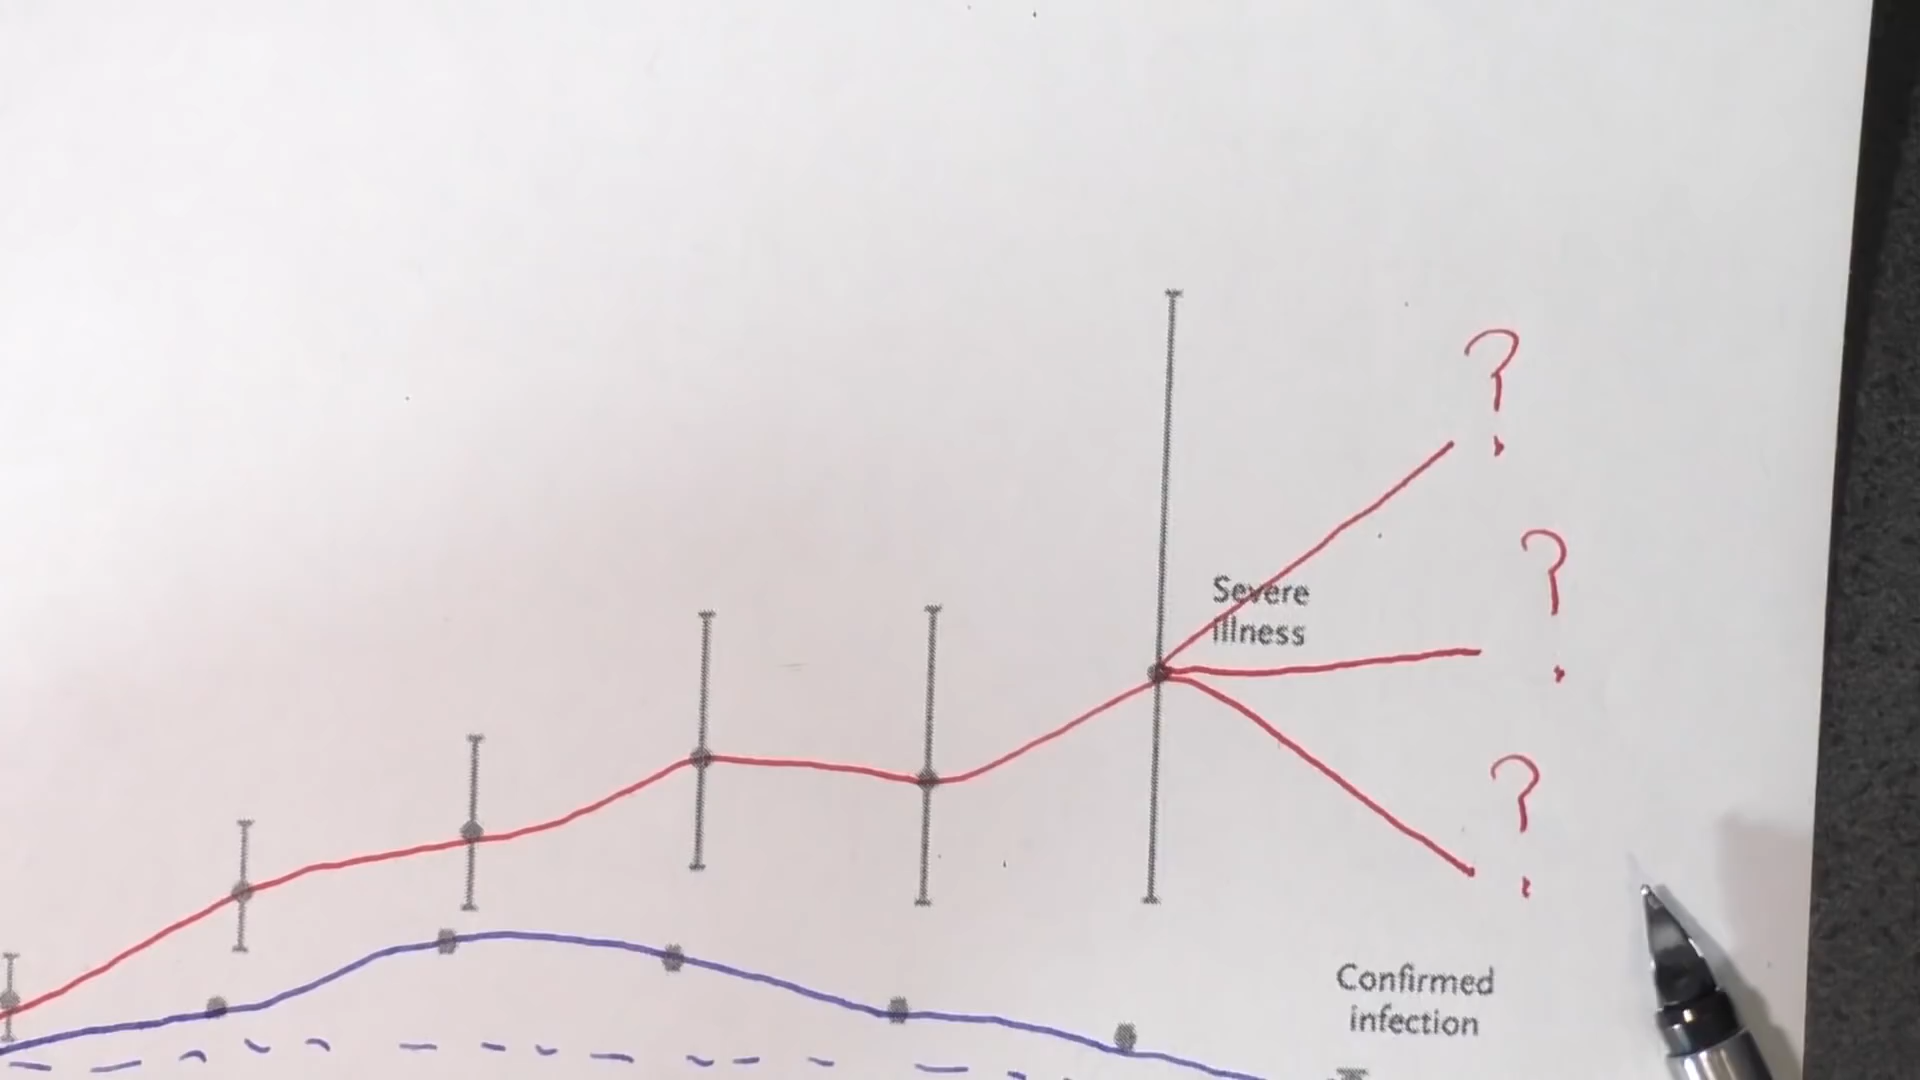 ?
Severe
illness
?
?
Confirmed
infection